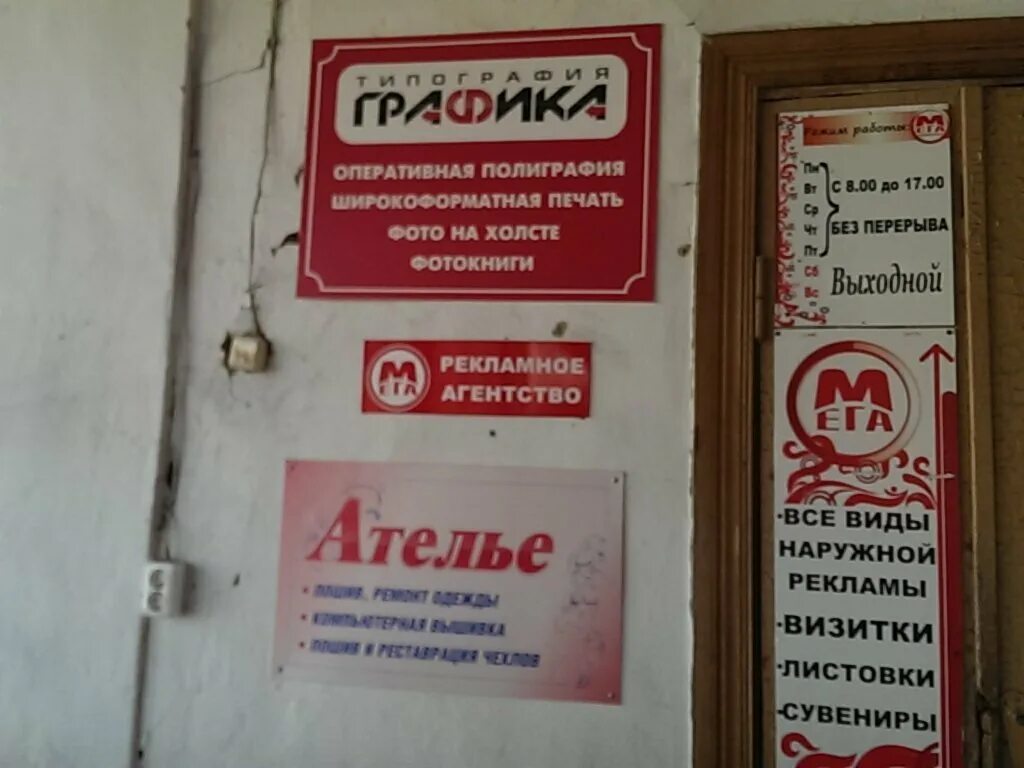 ТИПОГРАФИЯ
ГРАФИКА
ОПЕРАТИВНАЯ ПОЛИГРАФИЯ
ШИРОКОФОРМАТНАЯ ПЕЧАТЬ
ФОТО НА ХОЛСТЕ
ФОТОКНИГИ
МЕГА
РЕКЛАМНОЕ
АГЕНТСТВО
Ателье
• ПОШИВ, РЕМОНТ ОДЕЖДЫ
• КОМПЬЮТЕРНАЯ ВЫШИВКА
• ПОШИВ И РЕСТАВРАЦИЯ ЧЕХЛОВ
Режим работы:
МЕГА
Пн
Вт
Ср
Чт
Пт
С 8.00 до 17.00
БЕЗ ПЕРЕРЫВА
Сб
Вс
Выходной
МЕГА
·ВСЕ ВИДЫ
НАРУЖНОЙ
РЕКЛАМЫ
·ВИЗИТКИ
·ЛИСТОВКИ
·СУВЕНИРЫ